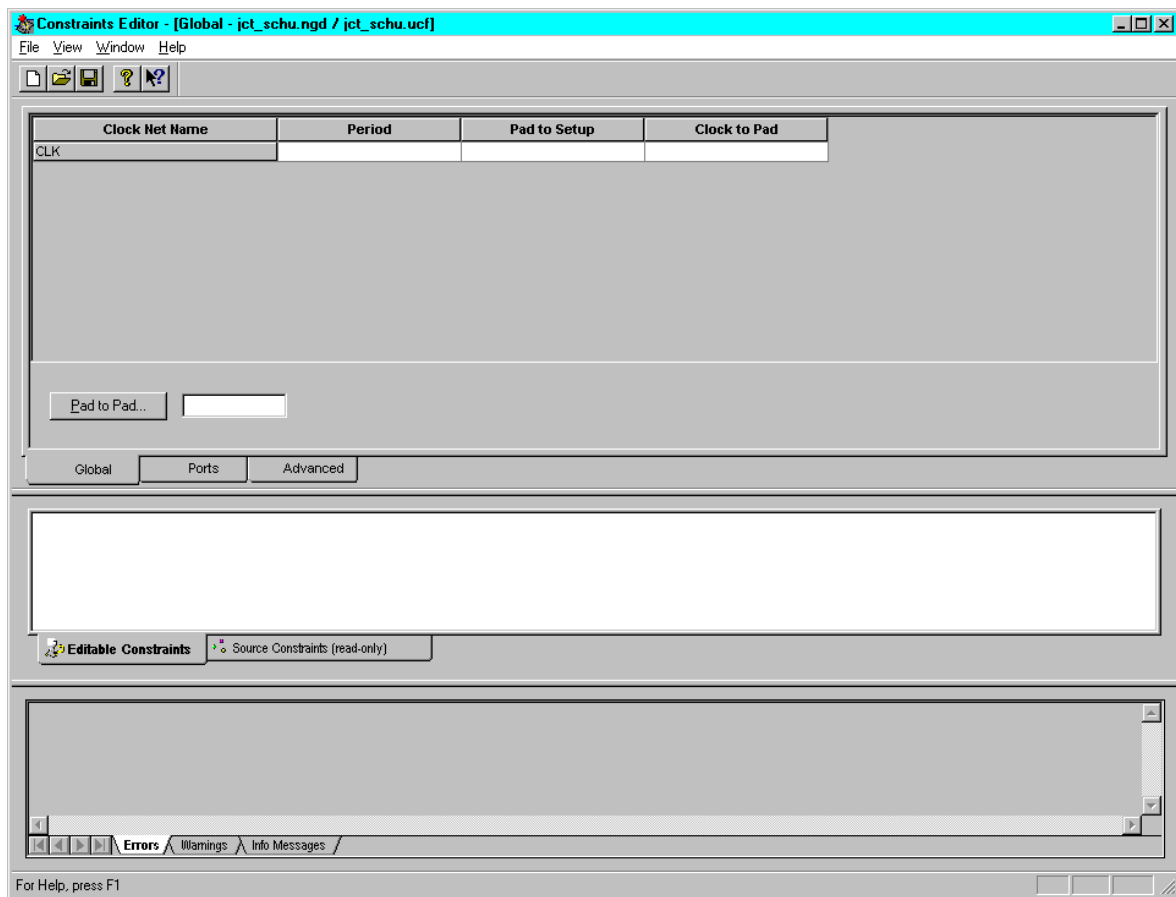 Constraints Editor - [Global - jct_schu.ngd / jct_schu.ucf]
File View Window Help
Clock Net Name Period Pad to Setup Clock to Pad
CLK
Pad to Pad...
Global Ports Advanced
Editable Constraints Source Constraints (read-only)
Errors Warnings Info Messages
For Help, press F1